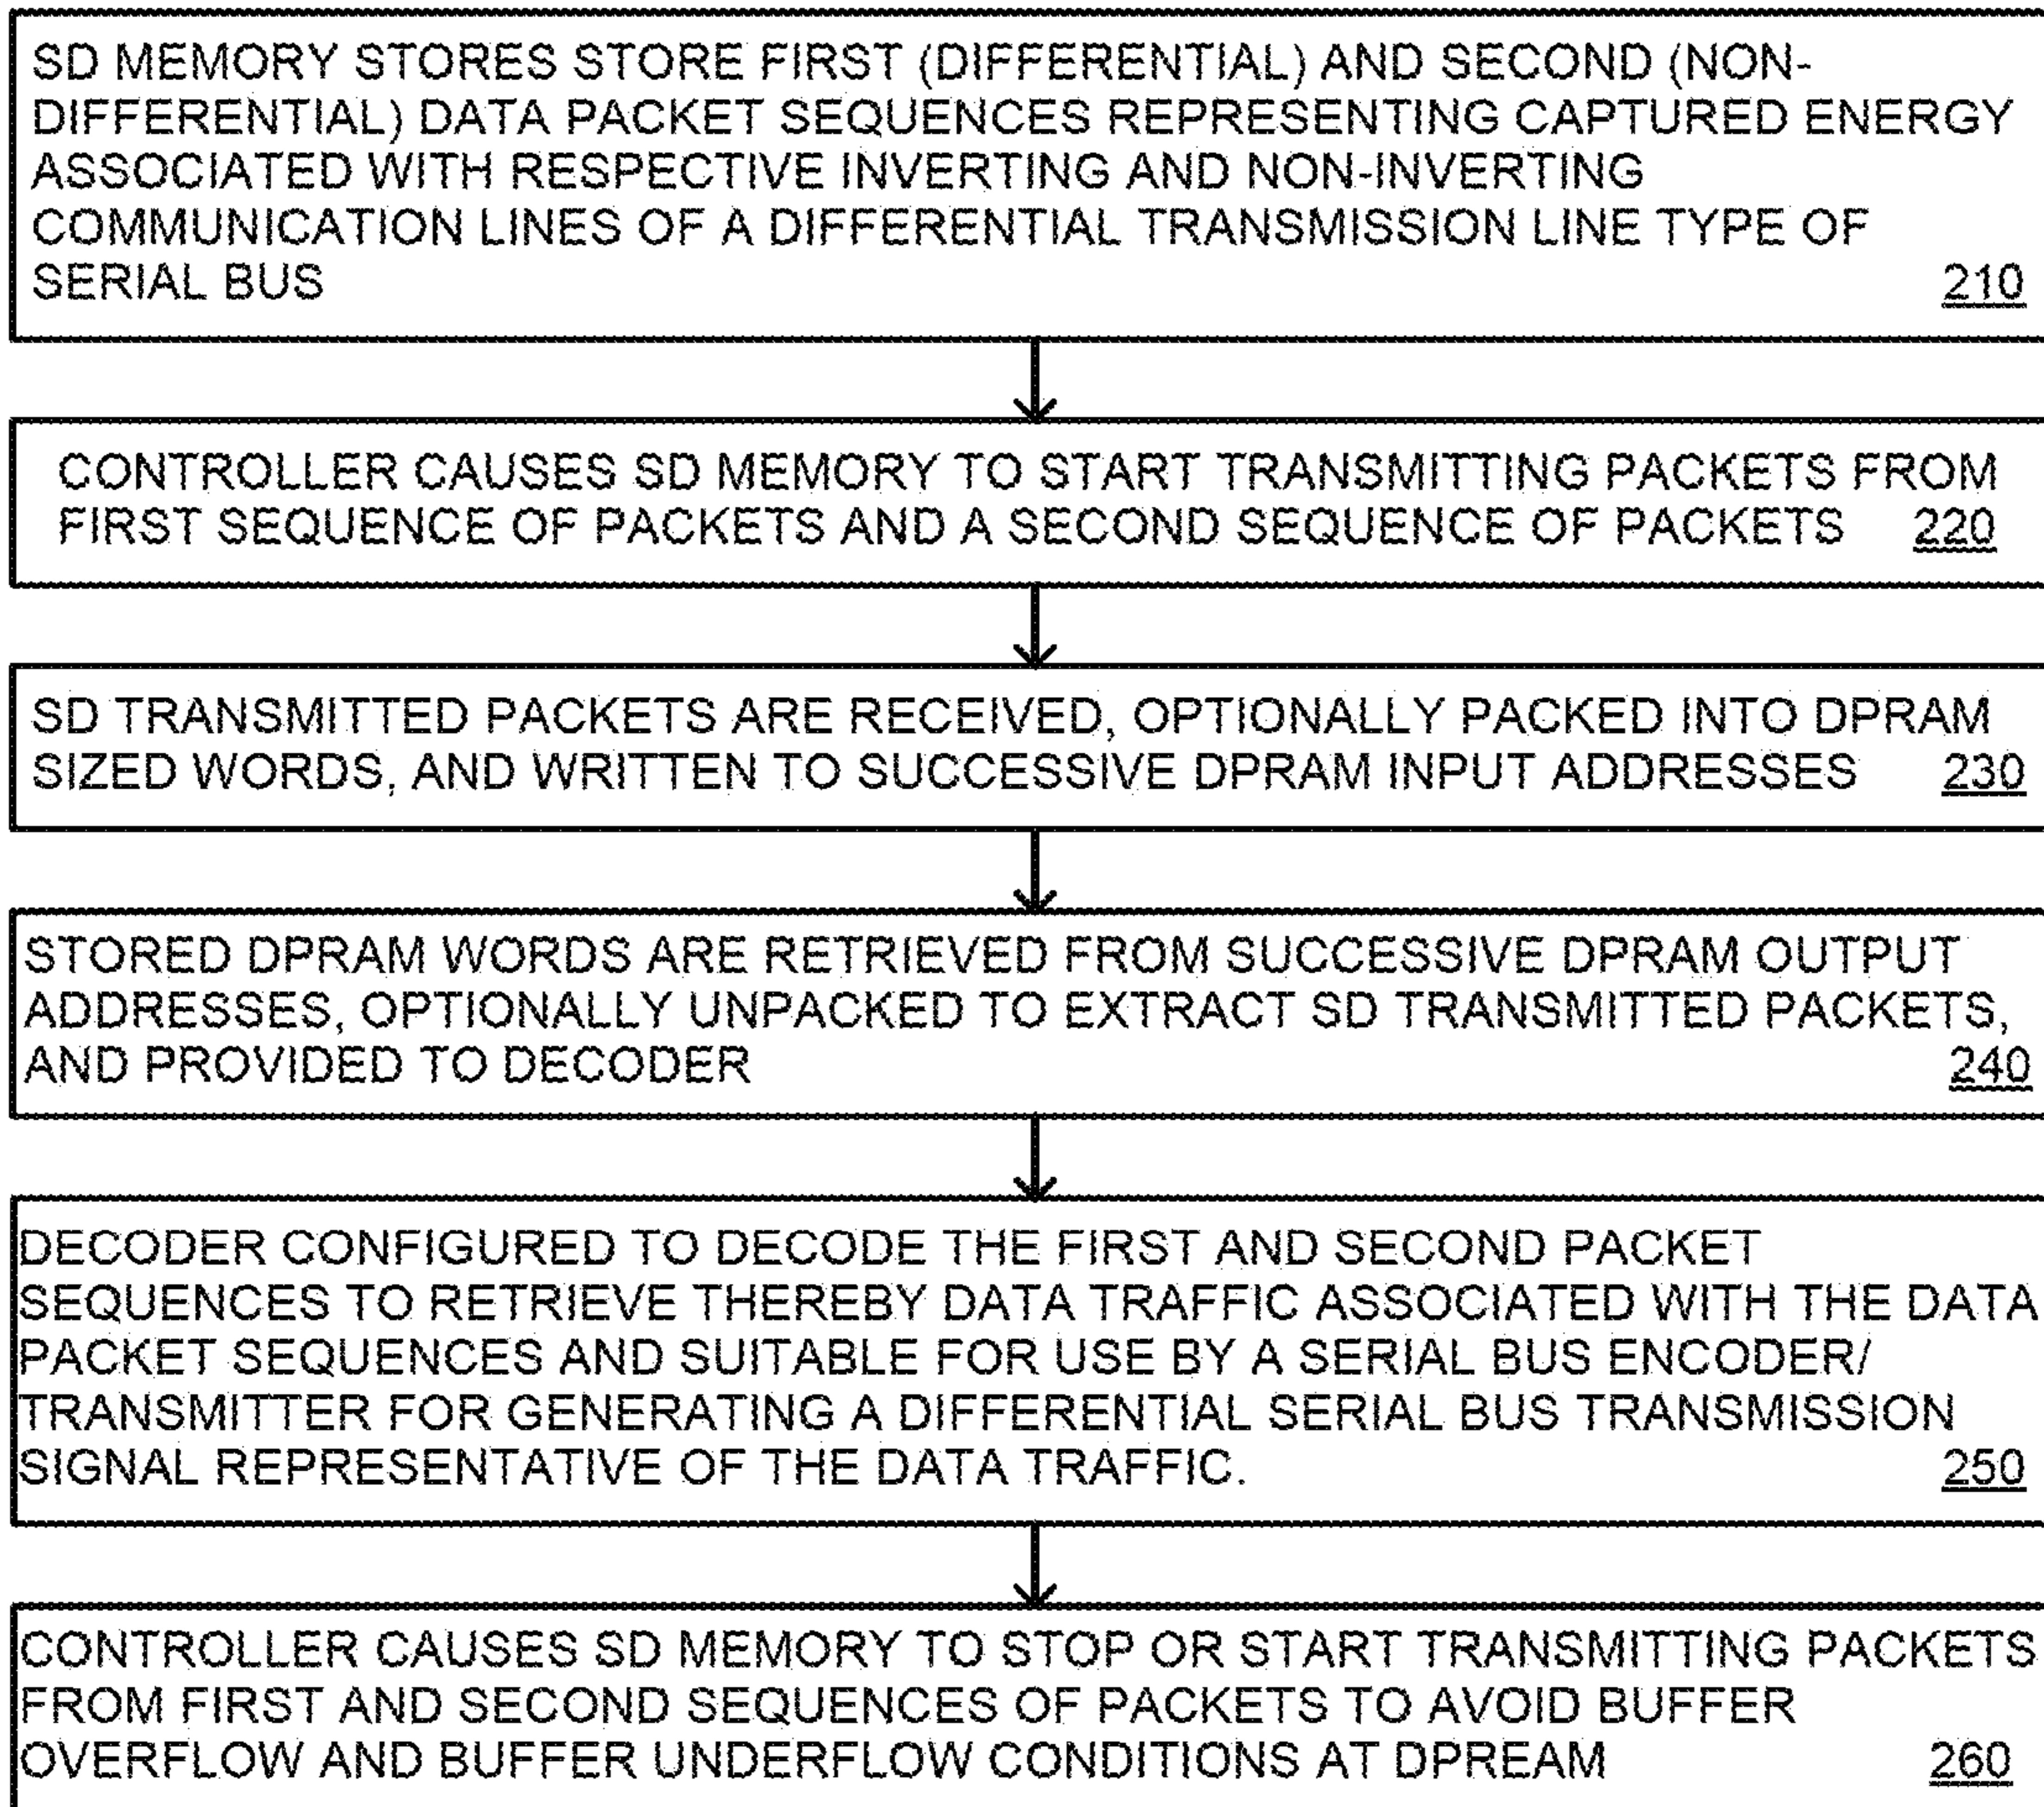 SD MEMORY STORES STORE FIRST (DIFFERENTIAL) AND SECOND (NON-
DIFFERENTIAL) DATA PACKET SEQUENCES REPRESENTING CAPTURED ENERGY
ASSOCIATED WITH RESPECTIVE INVERTING AND NON-INVERTING
COMMUNICATION LINES OF A DIFFERENTIAL TRANSMISSION LINE TYPE OF
SERIAL BUS 210
CONTROLLER CAUSES SD MEMORY TO START TRANSMITTING PACKETS FROM
FIRST SEQUENCE OF PACKETS AND A SECOND SEQUENCE OF PACKETS 220
SD TRANSMITTED PACKETS ARE RECEIVED, OPTIONALLY PACKED INTO DPRAM
SIZED WORDS, AND WRITTEN TO SUCCESSIVE DPRAM INPUT ADDRESSES 230
STORED DPRAM WORDS ARE RETRIEVED FROM SUCCESSIVE DPRAM OUTPUT
ADDRESSES, OPTIONALLY UNPACKED TO EXTRACT SD TRANSMITTED PACKETS,
AND PROVIDED TO DECODER 240
DECODER CONFIGURED TO DECODE THE FIRST AND SECOND PACKET
SEQUENCES TO RETRIEVE THEREBY DATA TRAFFIC ASSOCIATED WITH THE DATA
PACKET SEQUENCES AND SUITABLE FOR USE BY A SERIAL BUS ENCODER/
TRANSMITTER FOR GENERATING A DIFFERENTIAL SERIAL BUS TRANSMISSION
SIGNAL REPRESENTATIVE OF THE DATA TRAFFIC. 250
CONTROLLER CAUSES SD MEMORY TO STOP OR START TRANSMITTING PACKETS
FROM FIRST AND SECOND SEQUENCES OF PACKETS TO AVOID BUFFER
OVERFLOW AND BUFFER UNDERFLOW CONDITIONS AT DPREAM 260